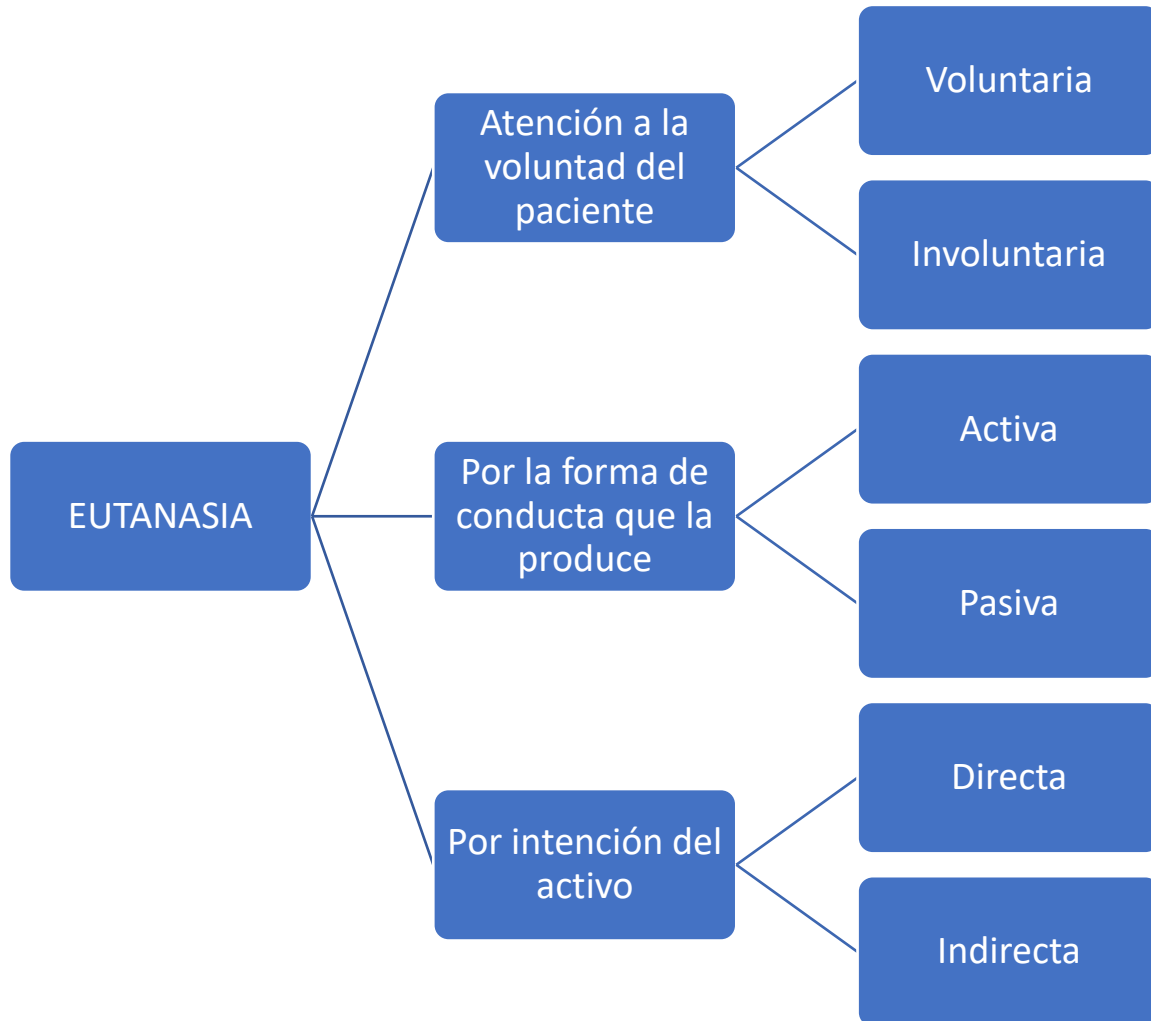 EUTANASIA
Atención a la
voluntad del
paciente
Voluntaria
Involuntaria
Por la forma de
conducta que la
produce
Activa
Pasiva
Por intención del
activo
Directa
Indirecta